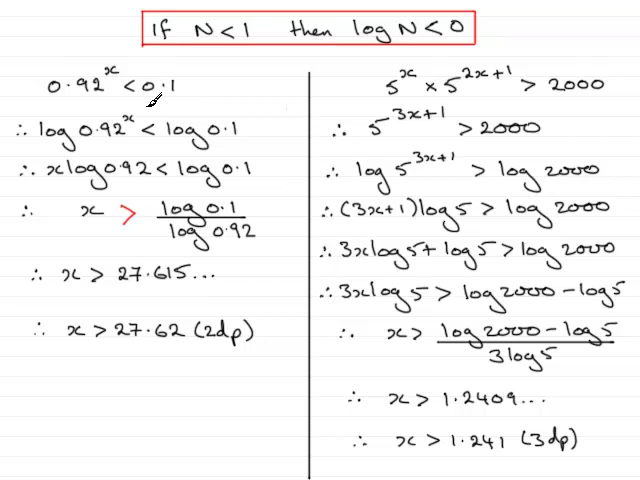 If N < 1 then log N < 0
0.92^x < 0.1
∴ log 0.92^x < log 0.1
∴ x log 0.92 < log 0.1
∴ x > log 0.1 / log 0.92
∴ x > 27.615...
∴ x > 27.62 (2dp)
5^x × 5^(2x+1) > 2000
∴ 5^(3x+1) > 2000
∴ log 5^(3x+1) > log 2000
∴ (3x+1) log 5 > log 2000
∴ 3x log 5 + log 5 > log 2000
∴ 3x log 5 > log 2000 − log 5
∴ x > (log 2000 − log 5) / 3 log 5
∴ x > 1.2409...
∴ x > 1.241 (3dp)